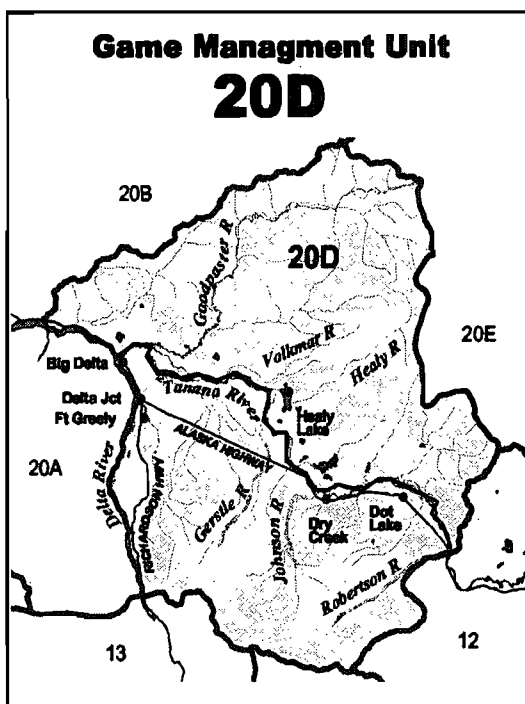 Game Managment Unit
20D
20B
Goodpaster R
20D
Volkmar R
Healy R
20E
Big Delta
Tanana River
Healy
Lake
Delta Jct
Ft Greely
ALASKA HIGHWAY
20A
Delta River
RICHARDSON HWY
Gerstle R
Johnson R
Dry
Creek
Dot
Lake
Robertson R
13
12